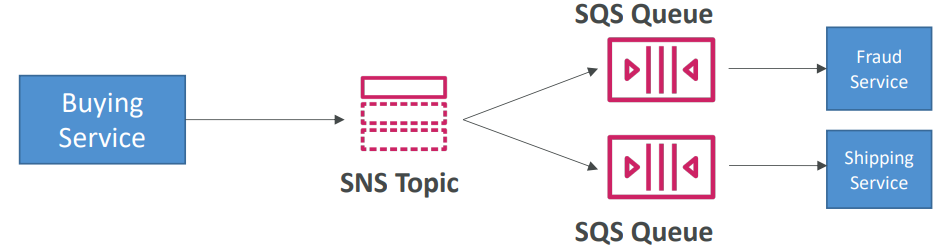 SQS Queue
Buying
Service
SNS Topic
Fraud
Service
Shipping
Service
SQS Queue